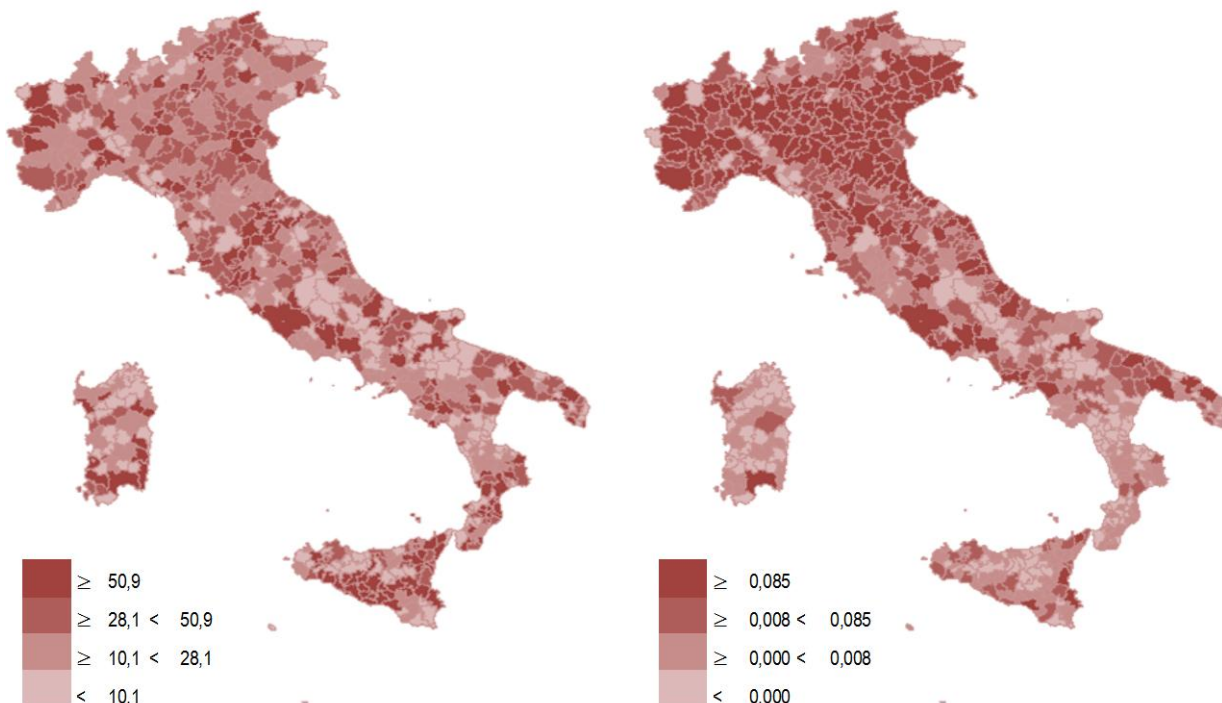 ≥ 50,9
≥ 28,1 < 50,9
≥ 10,1 < 28,1
< 10,1
≥ 0,085
≥ 0,008 < 0,085
≥ 0,000 < 0,008
< 0,000